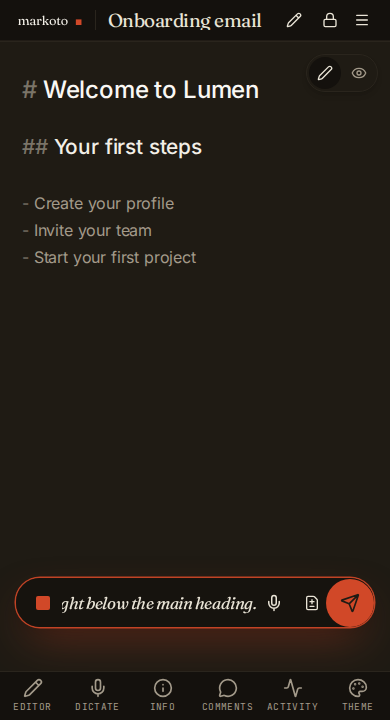 markoto
Onboarding email
# Welcome to Lumen
## Your first steps
- Create your profile
- Invite your team
- Start your first project
ght below the main heading.
EDITOR DICTATE INFO COMMENTS ACTIVITY THEME